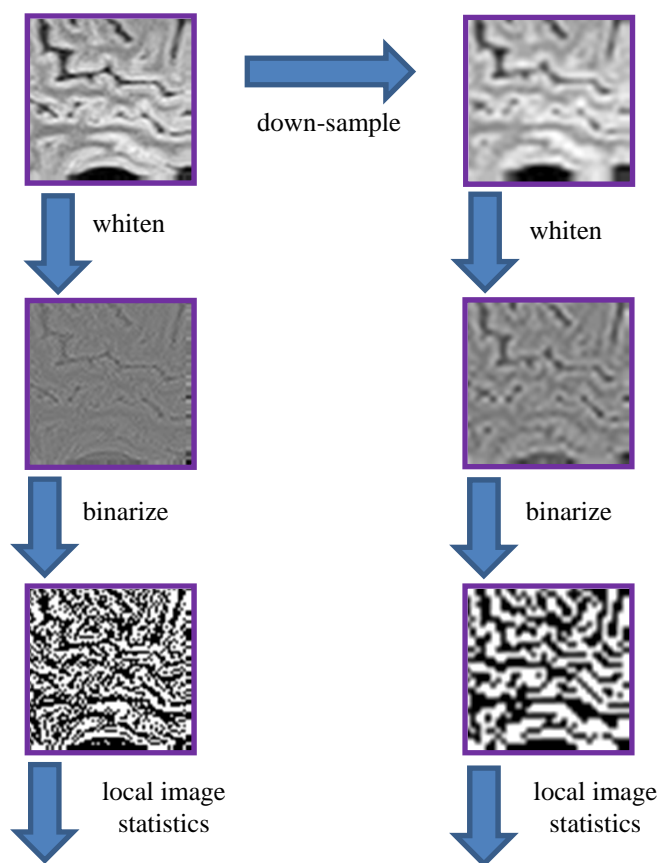 down-sample
whiten
whiten
binarize
binarize
local image
statistics
local image
statistics